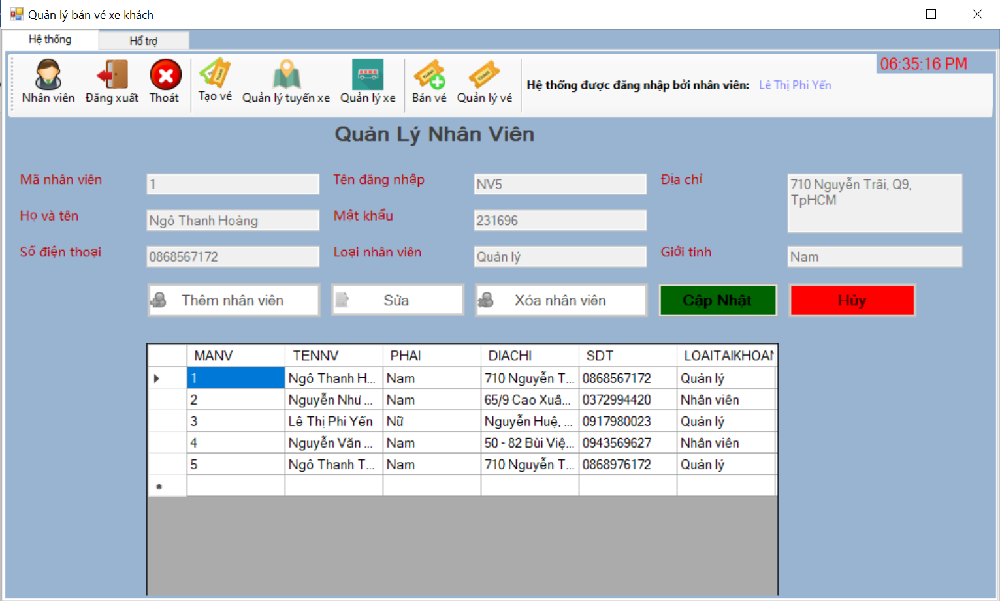 Quản lý bán vé xe khách
Hệ thống
Hổ trợ
Nhân viên
Đăng xuất
Thoát
Tạo vé
Quản lý tuyến xe
Quản lý xe
Bán vé
Quản lý vé
Hệ thống được đăng nhập bởi nhân viên: Lê Thị Phi Yến
06:35:16 PM
Quản Lý Nhân Viên
Mã nhân viên 1 Tên đăng nhập NV5 Địa chỉ 710 Nguyễn Trãi, Q9,
TpHCM
Họ và tên Ngô Thanh Hoàng Mật khẩu 231696
Số điện thoại 0868567172 Loại nhân viên Quản lý Giới tính Nam
Thêm nhân viên Sửa Xóa nhân viên Cập Nhật Hủy
MANV TENNV PHAI DIACHI SDT LOAITAIKHOAN
1 Ngô Thanh H... Nam 710 Nguyễn T... 0868567172 Quản lý
2 Nguyễn Như ... Nam 65/9 Cao Xuâ... 0372994420 Nhân viên
3 Lê Thị Phi Yến Nữ Nguyễn Huệ, ... 0917980023 Quản lý
4 Nguyễn Văn ... Nam 50 - 82 Bùi Việ... 0943569627 Nhân viên
5 Ngô Thanh T... Nam 710 Nguyễn T... 0868976172 Quản lý